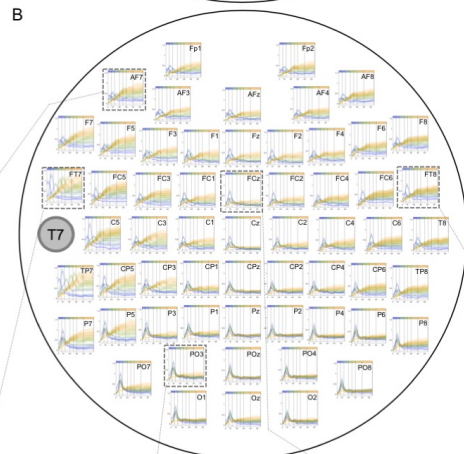 B
Fp1 Fp2
AF7 AF3 AFz AF4 AF8
F7 F5 F3 F1 Fz F2 F4 F6 F8
FT7 FC5 FC3 FC1 FCz FC2 FC4 FC6 FT8
T7 C5 C3 C1 Cz C2 C4 C6 T8
TP7 CP5 CP3 CP1 CPz CP2 CP4 CP6 TP8
P7 P5 P3 P1 Pz P2 P4 P6 P8
PO7 PO3 POz PO4 PO8
O1 Oz O2